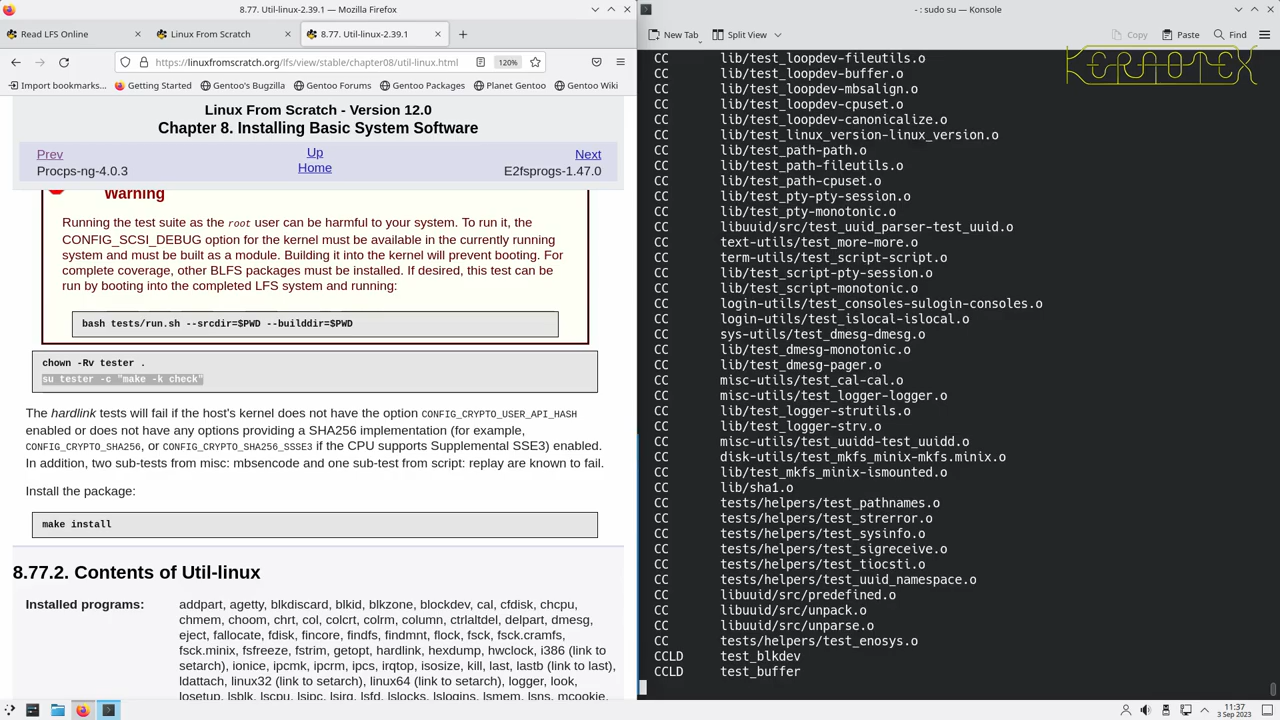 8.77. Util-linux-2.39.1 — Mozilla Firefox
Read LFS Online
Linux From Scratch
8.77. Util-linux-2.39.1
https://linuxfromscratch.org/lfs/view/stable/chapter08/util-linux.html
120%
Import bookmarks...
Getting Started
Gentoo's Bugzilla
Gentoo Forums
Gentoo Packages
Planet Gentoo
Gentoo Wiki
Linux From Scratch - Version 12.0
Chapter 8. Installing Basic System Software
Prev
Up
Next
Procps-ng-4.0.3
Home
E2fsprogs-1.47.0
Warning
Running the test suite as the root user can be harmful to your system. To run it, the
CONFIG_SCSI_DEBUG option for the kernel must be available in the currently running
system and must be built as a module. Building it into the kernel will prevent booting. For
complete coverage, other BLFS packages must be installed. If desired, this test can be
run by booting into the completed LFS system and running:
bash tests/run.sh --srcdir=$PWD --builddir=$PWD
chown -Rv tester .
su tester -c "make -k check"
The hardlink tests will fail if the host's kernel does not have the option CONFIG_CRYPTO_USER_API_HASH
enabled or does not have any options providing a SHA256 implementation (for example,
CONFIG_CRYPTO_SHA256, or CONFIG_CRYPTO_SHA256_SSSE3 if the CPU supports Supplemental SSE3) enabled.
In addition, two sub-tests from misc: mbsencode and one sub-test from script: replay are known to fail.
Install the package:
make install
8.77.2. Contents of Util-linux
Installed programs:
addpart, agetty, blkdiscard, blkid, blkzone, blockdev, cal, cfdisk, chcpu,
chmem, choom, chrt, col, colcrt, colrm, column, ctrlaltdel, delpart, dmesg,
eject, fallocate, fdisk, fincore, findfs, findmnt, flock, fsck, fsck.cramfs,
fsck.minix, fsfreeze, fstrim, getopt, hardlink, hexdump, hwclock, i386 (link to
setarch), ionice, ipcmk, ipcrm, ipcs, irqtop, isosize, kill, last, lastb (link to last),
ldattach, linux32 (link to setarch), linux64 (link to setarch), logger, look,
losetup, lsblk, lscpu, lsipc, lsirq, lsfd, lslocks, lslogins, lsmem, lsns, mcookie,
- : sudo su — Konsole
New Tab
Split View
Copy
Paste
Find
KERNOTEX
CC lib/test_loopdev-fileutils.o
CC lib/test_loopdev-buffer.o
CC lib/test_loopdev-mbsalign.o
CC lib/test_loopdev-cpuset.o
CC lib/test_loopdev-canonicalize.o
CC lib/test_linux_version-linux_version.o
CC lib/test_path-path.o
CC lib/test_path-fileutils.o
CC lib/test_path-cpuset.o
CC lib/test_pty-pty-session.o
CC lib/test_pty-monotonic.o
CC libuuid/src/test_uuid_parser-test_uuid.o
CC text-utils/test_more-more.o
CC term-utils/test_script-script.o
CC lib/test_script-pty-session.o
CC lib/test_script-monotonic.o
CC login-utils/test_consoles-sulogin-consoles.o
CC login-utils/test_islocal-islocal.o
CC sys-utils/test_dmesg-dmesg.o
CC lib/test_dmesg-monotonic.o
CC lib/test_dmesg-pager.o
CC misc-utils/test_cal-cal.o
CC misc-utils/test_logger-logger.o
CC lib/test_logger-strutils.o
CC lib/test_logger-strv.o
CC misc-utils/test_uuidd-test_uuidd.o
CC disk-utils/test_mkfs_minix-mkfs.minix.o
CC lib/test_mkfs_minix-ismounted.o
CC lib/sha1.o
CC tests/helpers/test_pathnames.o
CC tests/helpers/test_strerror.o
CC tests/helpers/test_sysinfo.o
CC tests/helpers/test_sigreceive.o
CC tests/helpers/test_tiocsti.o
CC tests/helpers/test_uuid_namespace.o
CC libuuid/src/predefined.o
CC libuuid/src/unpack.o
CC libuuid/src/unparse.o
CC tests/helpers/test_enosys.o
CCLD test_blkdev
CCLD test_buffer
11:37
3 Sep 2023